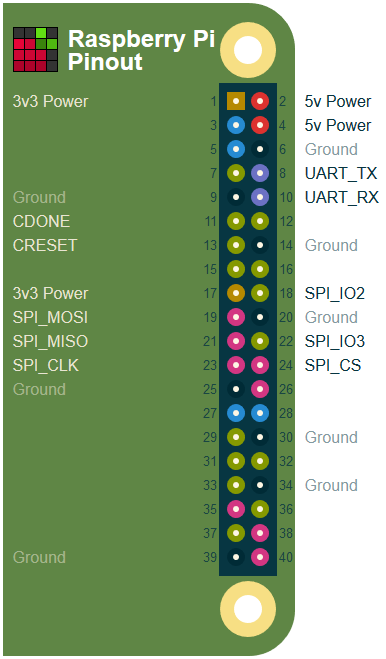 Raspberry Pi
Pinout
3v3 Power 1 2 5v Power
3 4 5v Power
5 6 Ground
7 8 UART_TX
Ground 9 10 UART_RX
CDONE 11 12
CRESET 13 14 Ground
15 16
3v3 Power 17 18 SPI_IO2
SPI_MOSI 19 20 Ground
SPI_MISO 21 22 SPI_IO3
SPI_CLK 23 24 SPI_CS
Ground 25 26
27 28
29 30 Ground
31 32
33 34 Ground
35 36
37 38
Ground 39 40